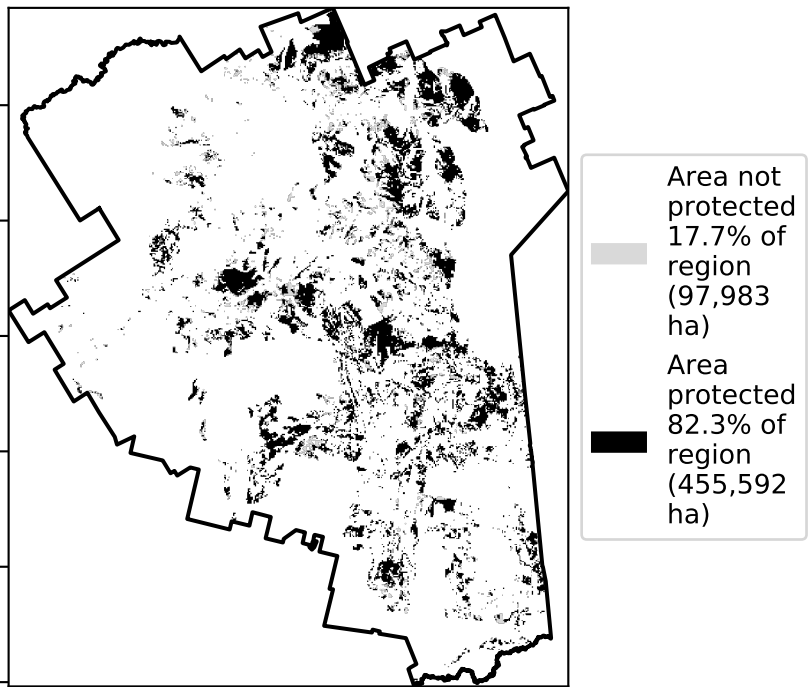 Area not
protected
17.7% of
region
(97,983
ha)
Area
protected
82.3% of
region
(455,592
ha)